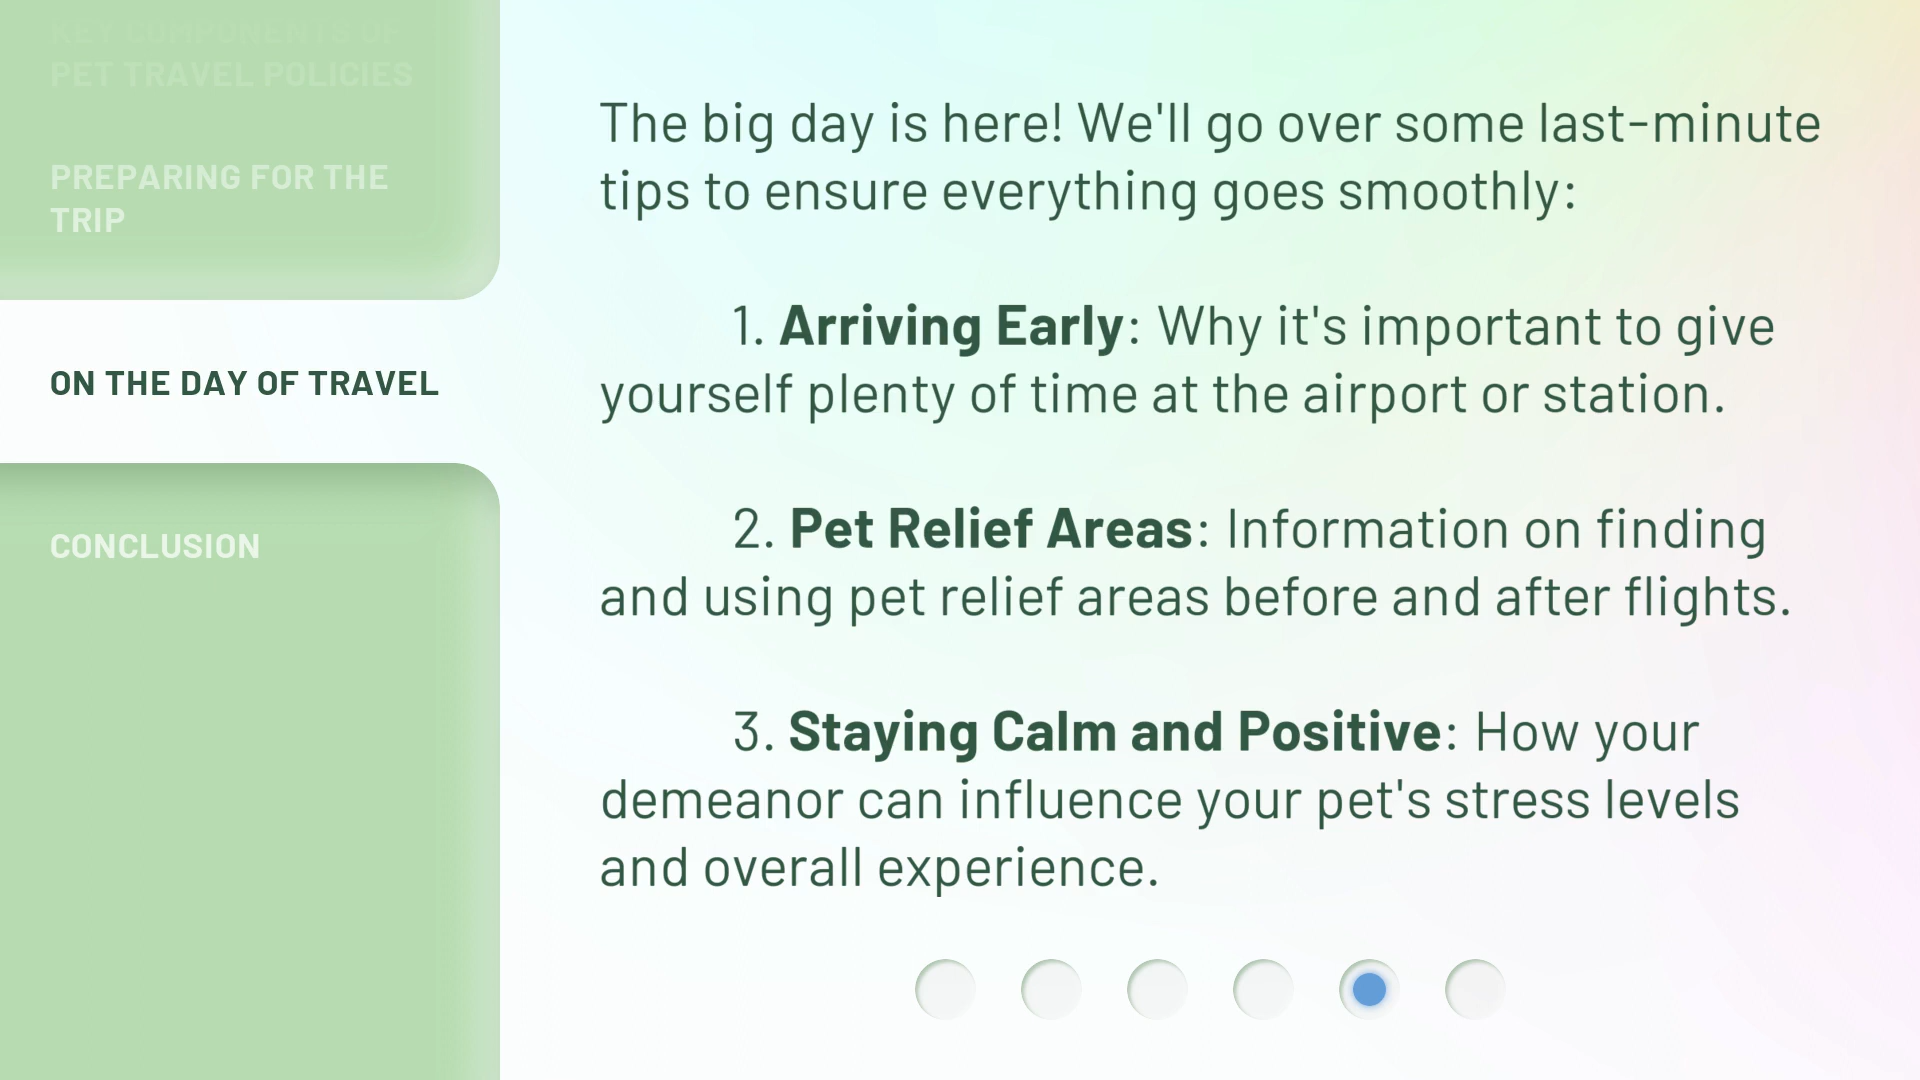 KEY COMPONENTS OF
PET TRAVEL POLICIES
PREPARING FOR THE
TRIP
ON THE DAY OF TRAVEL
CONCLUSION
The big day is here! We'll go over some last-minute
tips to ensure everything goes smoothly:
1. Arriving Early: Why it's important to give
yourself plenty of time at the airport or station.
2. Pet Relief Areas: Information on finding
and using pet relief areas before and after flights.
3. Staying Calm and Positive: How your
demeanor can influence your pet's stress levels
and overall experience.